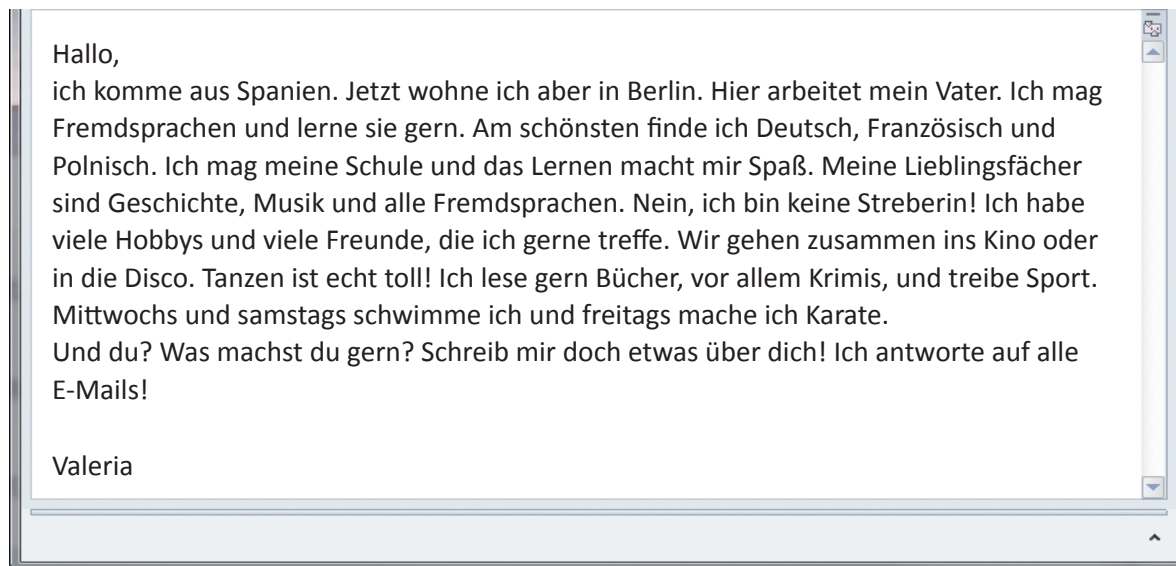 Hallo,
ich komme aus Spanien. Jetzt wohne ich aber in Berlin. Hier arbeitet mein Vater. Ich mag
Fremdsprachen und lerne sie gern. Am schönsten finde ich Deutsch, Französisch und
Polnisch. Ich mag meine Schule und das Lernen macht mir Spaß. Meine Lieblingsfächer
sind Geschichte, Musik und alle Fremdsprachen. Nein, ich bin keine Streberin! Ich habe
viele Hobbys und viele Freunde, die ich gerne treffe. Wir gehen zusammen ins Kino oder
in die Disco. Tanzen ist echt toll! Ich lese gern Bücher, vor allem Krimis, und treibe Sport.
Mittwochs und samstags schwimme ich und freitags mache ich Karate.
Und du? Was machst du gern? Schreib mir doch etwas über dich! Ich antworte auf alle
E-Mails!
Valeria